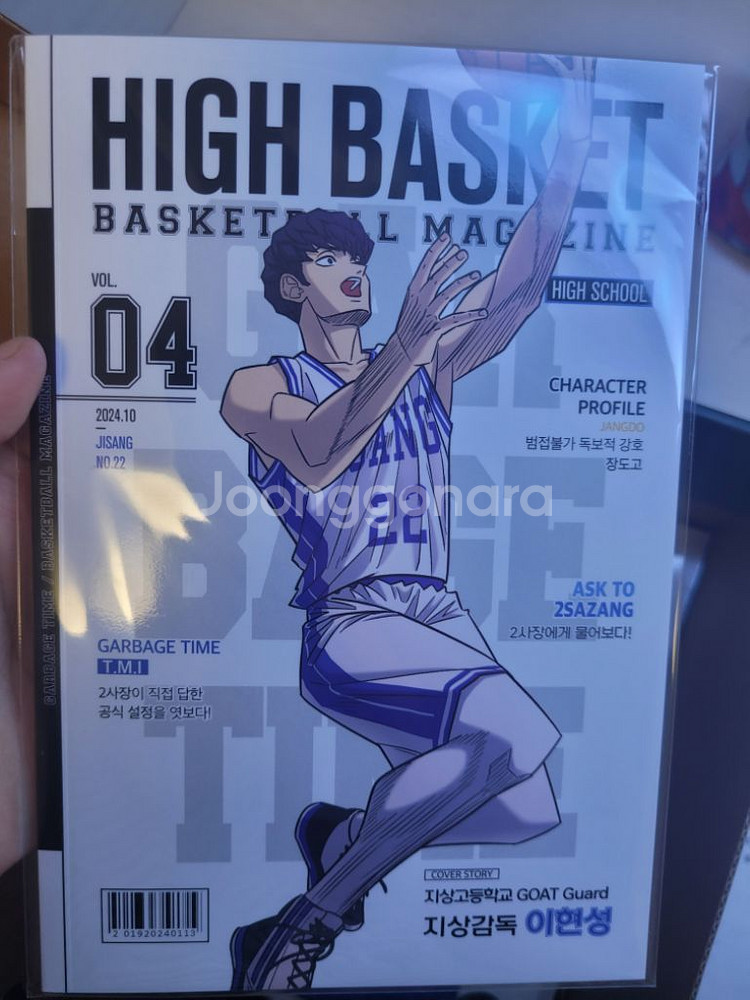 HIGH BASKET
BASKETBALL MAGAZINE
VOL.
04
2024.10
JISANG
NO.22
HIGH SCHOOL
CHARACTER
PROFILE
JANGDO
범접불가 독보적 강호
장도고
GARBAGE TIME
JISANG
22
Joonggonara
ASK TO
2SAZANG
2사장에게 물어보다!
GARBAGE TIME
T.M.I
2사장이 직접 답한
공식 설정을 엿보다!
COVER STORY
지상고등학교 GOAT Guard
지상감독 이현성
2 01920240113
GARBAGE TIME / BASKETBALL MAGAZINE